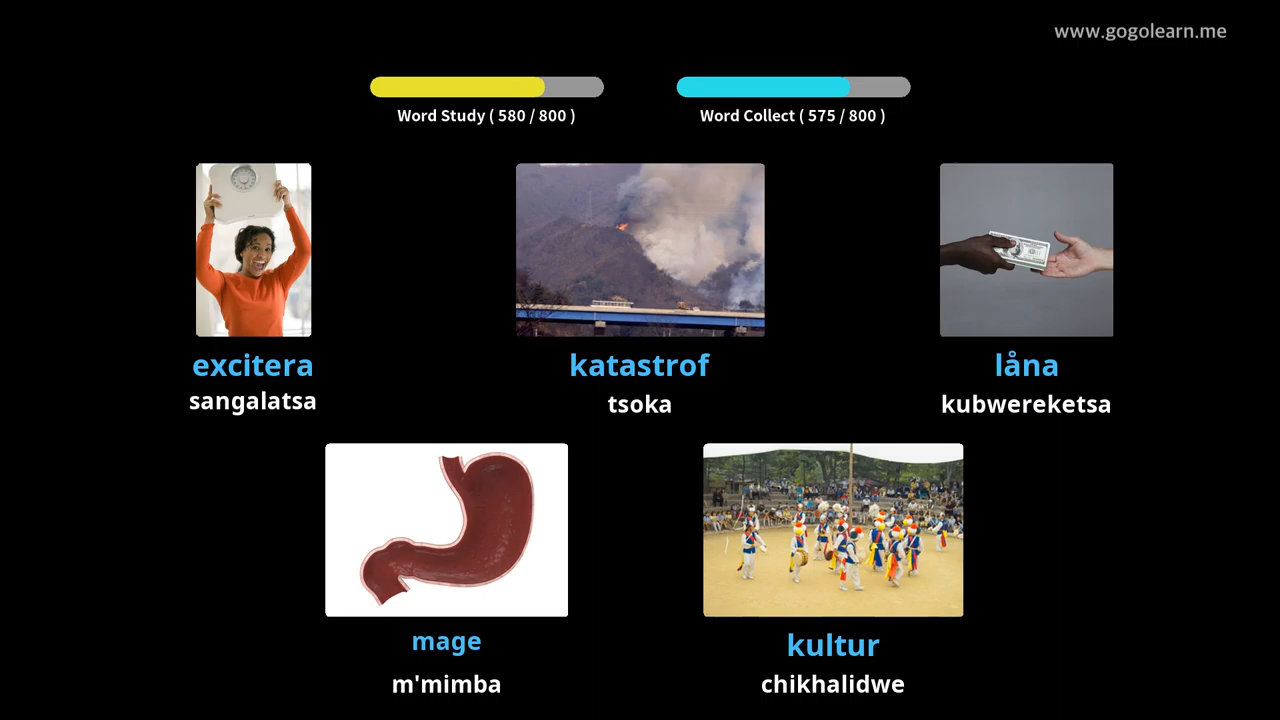 www.gogolearn.me
Word Study ( 580 / 800 )
Word Collect ( 575 / 800 )
excitera
sangalatsa
katastrof
tsoka
låna
kubwereketsa
mage
m'mimba
kultur
chikhalidwe